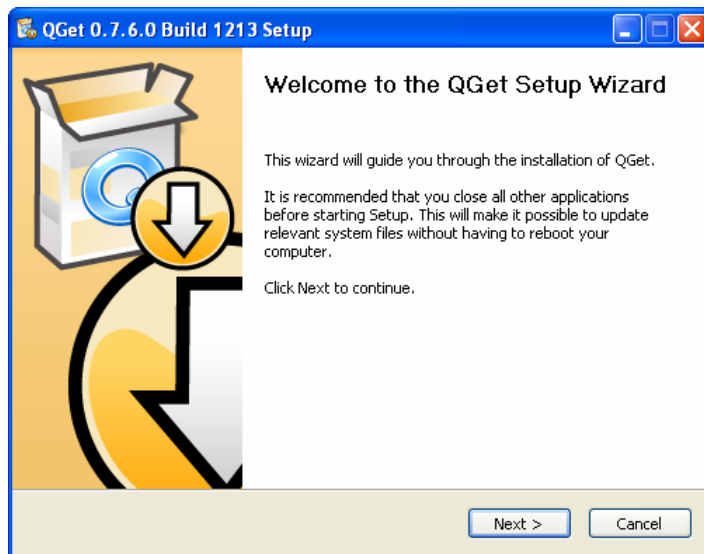 QGet 0.7.6.0 Build 1213 Setup
Welcome to the QGet Setup Wizard
This wizard will guide you through the installation of QGet.
It is recommended that you close all other applications
before starting Setup. This will make it possible to update
relevant system files without having to reboot your
computer.
Click Next to continue.
Next >
Cancel